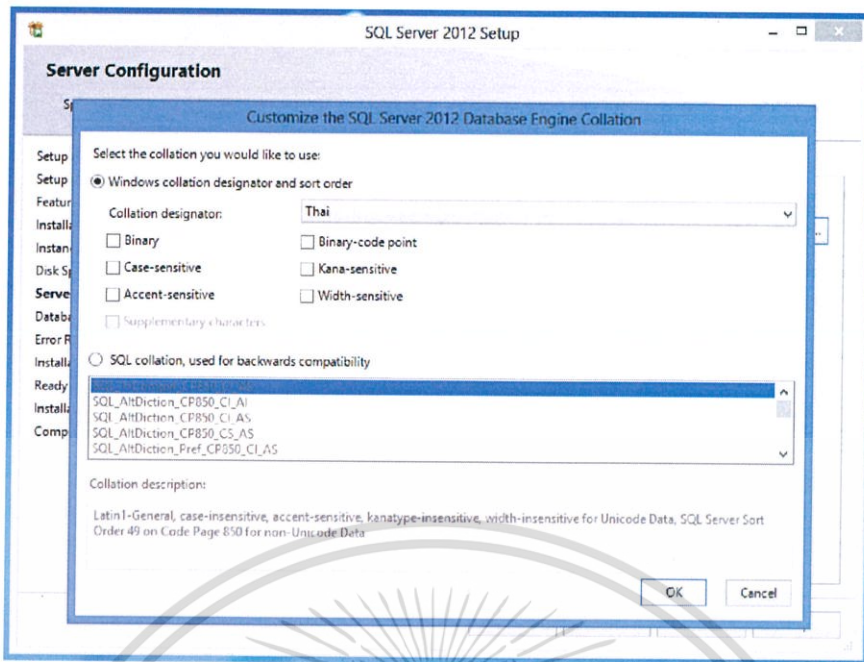 SQL Server 2012 Setup
Server Configuration
Customize the SQL Server 2012 Database Engine Collation
Select the collation you would like to use:
Setup
Setup
Windows collation designator and sort order
Featur
Collation designator:
Thai
Installa
Binary
Binary-code point
Instan
Case-sensitive
Kana-sensitive
Disk Sp
Accent-sensitive
Width-sensitive
Serve
Supplementary characters
Databa
Error R
SQL collation, used for backwards compatibility
Installa
Ready
SQL_AltDiction_CP850_CI_AI
Installa
SQL_AltDiction_CP850_CI_AS
Comp
SQL_AltDiction_CP850_CS_AS
SQL_AltDiction_Pref_CP850_CI_AS
Collation description:
Latin1-General, case-insensitive, accent-sensitive, kanatype-insensitive, width-insensitive for Unicode Data, SQL Server Sort
Order 49 on Code Page 850 for non-Unicode Data
OK
Cancel